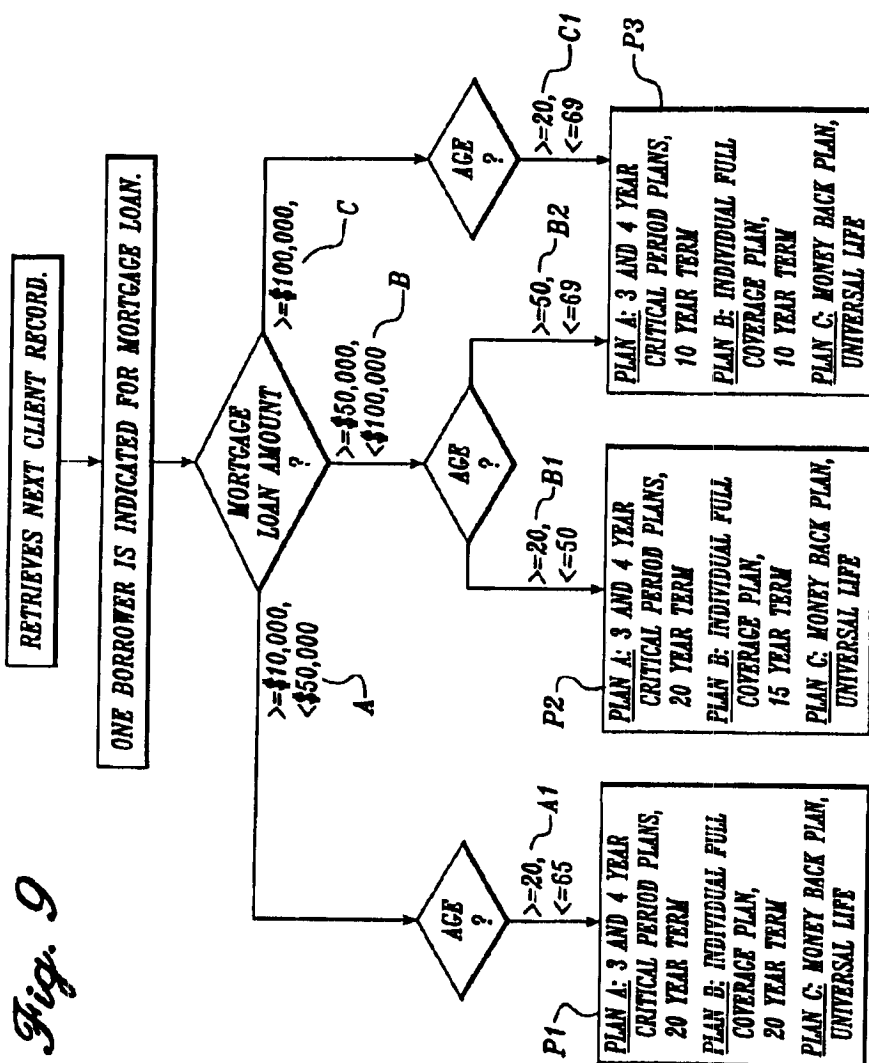 Fig. 9
RETRIEVES NEXT CLIENT RECORD.
ONE BORROWER IS INDICATED FOR MORTGAGE LOAN.
MORTGAGE
LOAN AMOUNT
?
>=$10,000,
<$50,000
A
>=$50,000,
<$100,000
B
>=$100,000,
C
AGE
?
>=20,
<=65
A1
AGE
?
>=20,
<=50
B1
>=50,
<=69
B2
AGE
?
>=20,
<=69
C1
P1
PLAN A: 3 AND 4 YEAR
CRITICAL PERIOD PLANS,
20 YEAR TERM
PLAN B: INDIVIDUAL FULL
COVERAGE PLAN,
20 YEAR TERM
PLAN C: MONEY BACK PLAN,
UNIVERSAL LIFE
P2
PLAN A: 3 AND 4 YEAR
CRITICAL PERIOD PLANS,
20 YEAR TERM
PLAN B: INDIVIDUAL FULL
COVERAGE PLAN,
15 YEAR TERM
PLAN C: MONEY BACK PLAN,
UNIVERSAL LIFE
P3
PLAN A: 3 AND 4 YEAR
CRITICAL PERIOD PLANS,
10 YEAR TERM
PLAN B: INDIVIDUAL FULL
COVERAGE PLAN,
10 YEAR TERM
PLAN C: MONEY BACK PLAN,
UNIVERSAL LIFE